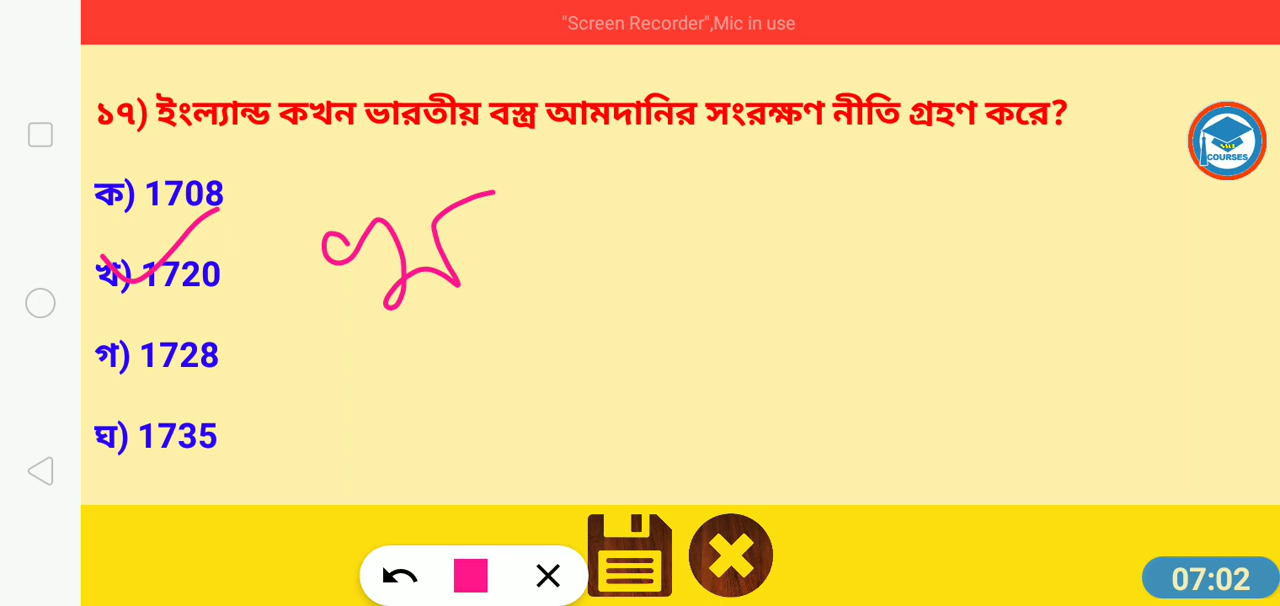 "Screen Recorder",Mic in use
১৭) ইংল্যান্ড কখন ভারতীয় বস্ত্র আমদানির সংরক্ষণ নীতি গ্রহণ করে?
COURSES
ক) 1708
খ) 1720
গ) 1728
ঘ) 1735
07:02